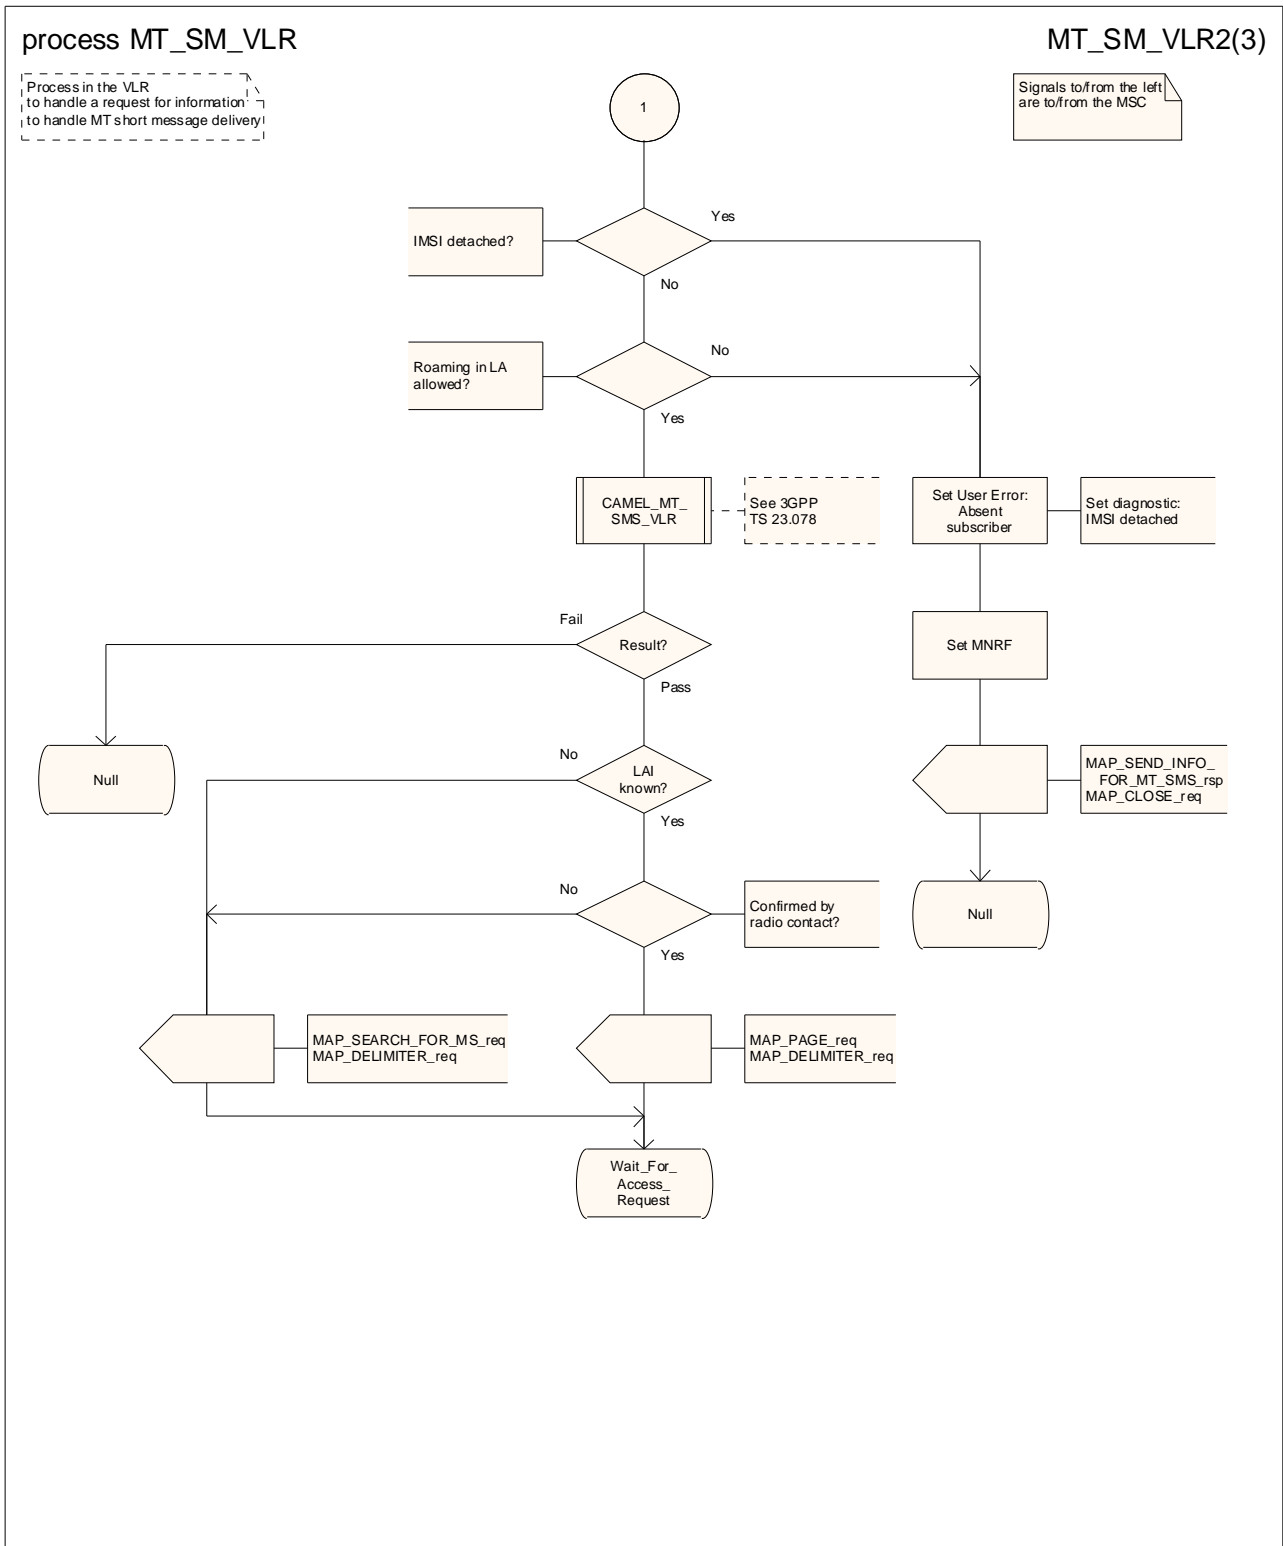 process MT_SM_VLR
MT_SM_VLR2(3)
Process in the VLR
to handle a request for information
to handle MT short message delivery
Signals to/from the left
are to/from the MSC
1
IMSI detached?
Yes
No
Roaming in LA
allowed?
No
Yes
CAMEL_MT_
SMS_VLR
See 3GPP
TS 23.078
Set User Error:
Absent
subscriber
Set diagnostic:
IMSI detached
Fail
Result?
Pass
Set MNRF
Null
No
LAI
known?
Yes
MAP_SEND_INFO_
FOR_MT_SMS_rsp
MAP_CLOSE_req
No
Confirmed by
radio contact?
Yes
Null
MAP_SEARCH_FOR_MS_req
MAP_DELIMITER_req
MAP_PAGE_req
MAP_DELIMITER_req
Wait_For_
Access_
Request